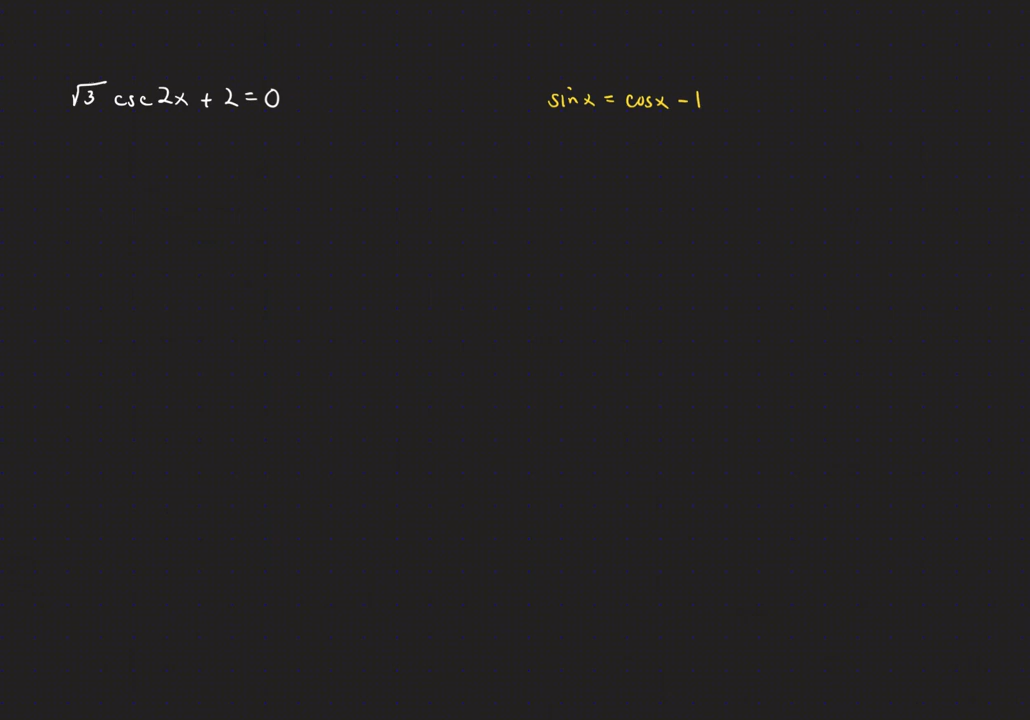 √3 csc 2x + 2 = 0
sin x = cos x - 1